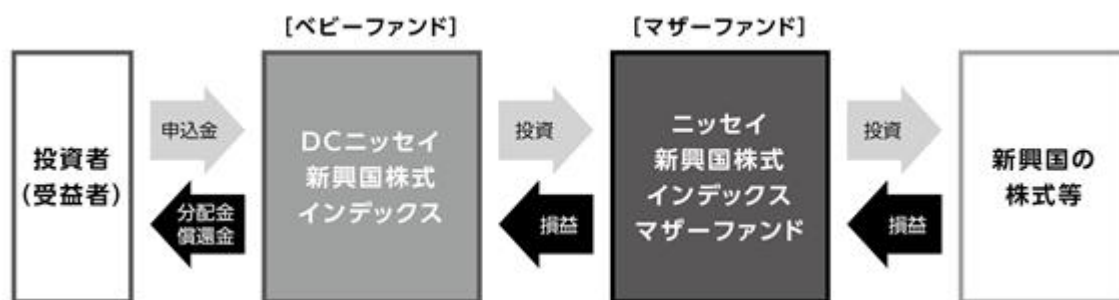 [ベビーファンド]
[マザーファンド]
投資者
(受益者)
申込金
分配金
償還金
DCニッセイ
新興国株式
インデックス
投資
損益
ニッセイ
新興国株式
インデックス
マザーファンド
投資
損益
新興国の
株式等